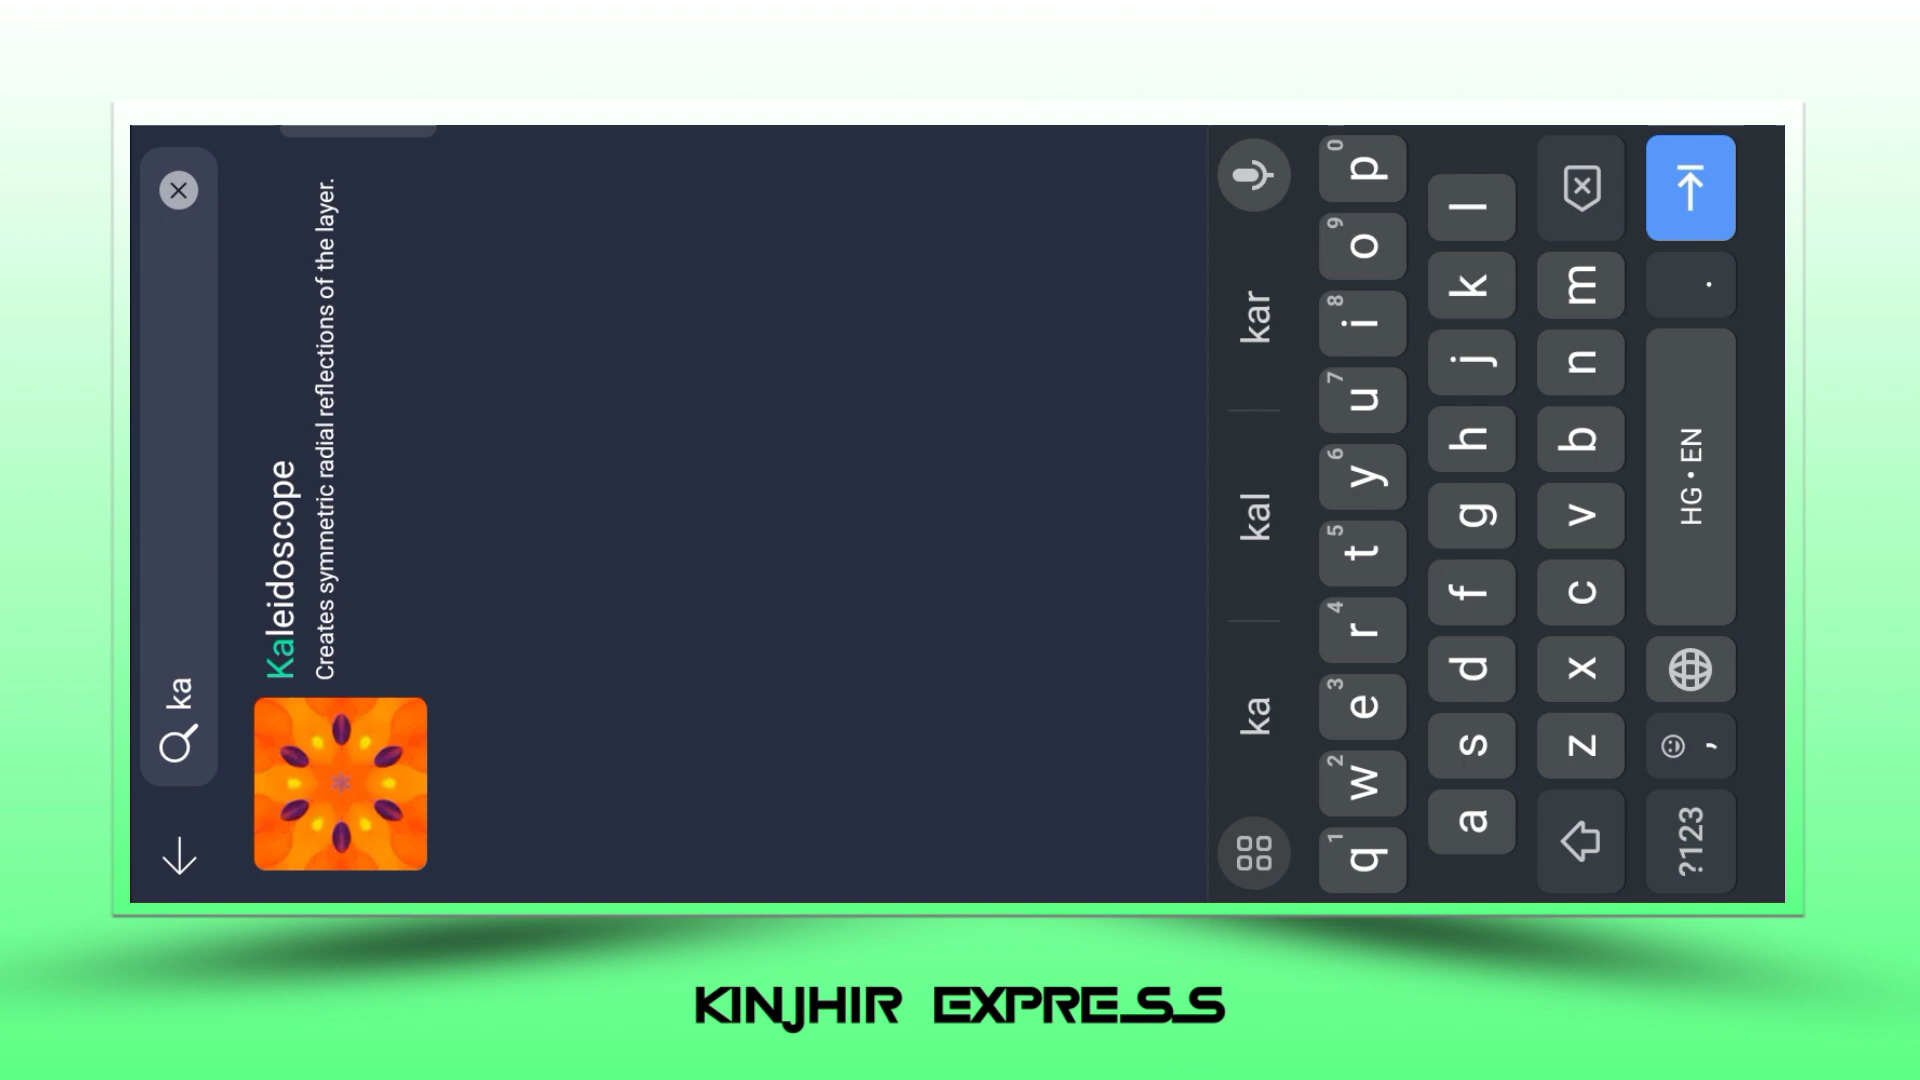 ka
Kaleidoscope
Creates symmetric radial reflections of the layer.
ka kal kar
q 1 w 2 e 3 r 4 t 5 y 6 u 7 i 8 o 9 p 0
a s d f g h j k l
z x c v b n m
?123 , HG • EN .
KINJHIR EXPRESS